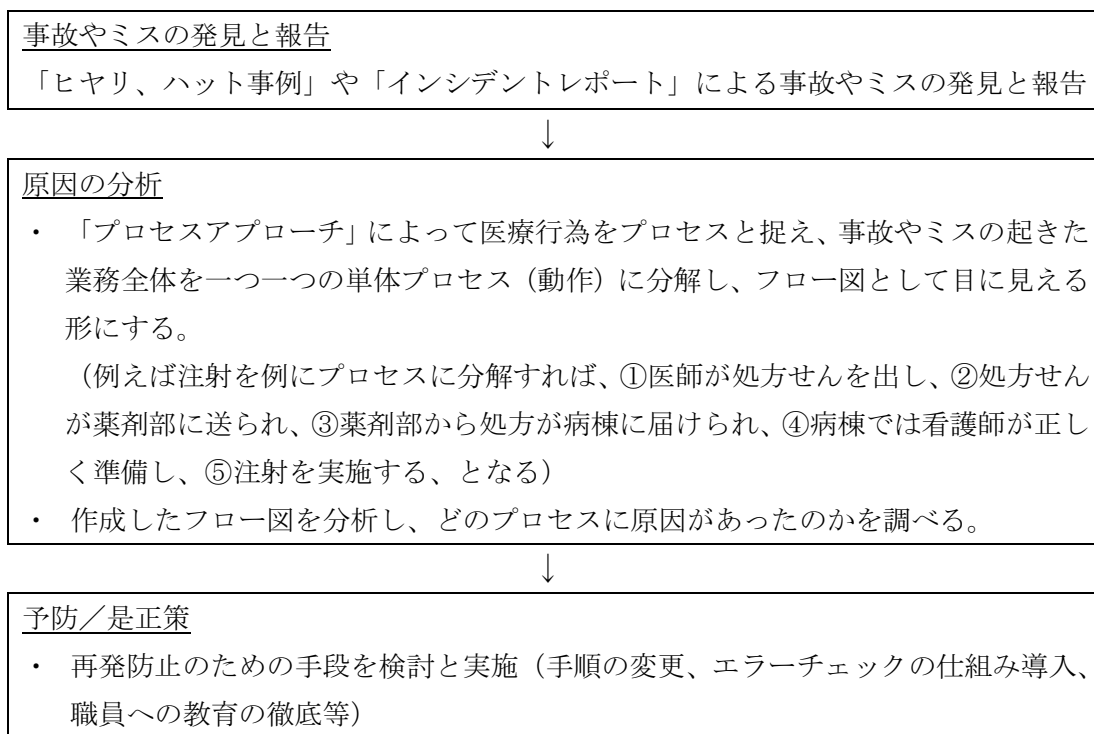 事故やミスの発見と報告
「ヒヤリ、ハット事例」や「インシデントレポート」による事故やミスの発見と報告
↓
原因の分析
・ 「プロセスアプローチ」によって医療行為をプロセスと捉え、事故やミスの起きた
業務全体を一つ一つの単体プロセス（動作）に分解し、フロー図として目に見える
形にする。
（例えば注射を例にプロセスに分解すれば、①医師が処方せんを出し、②処方せん
が薬剤部に送られ、③薬剤部から処方が病棟に届けられ、④病棟では看護師が正し
く準備し、⑤注射を実施する、となる）
・ 作成したフロー図を分析し、どのプロセスに原因があったのかを調べる。
↓
予防／是正策
・ 再発防止のための手段を検討と実施（手順の変更、エラーチェックの仕組み導入、
職員への教育の徹底等）